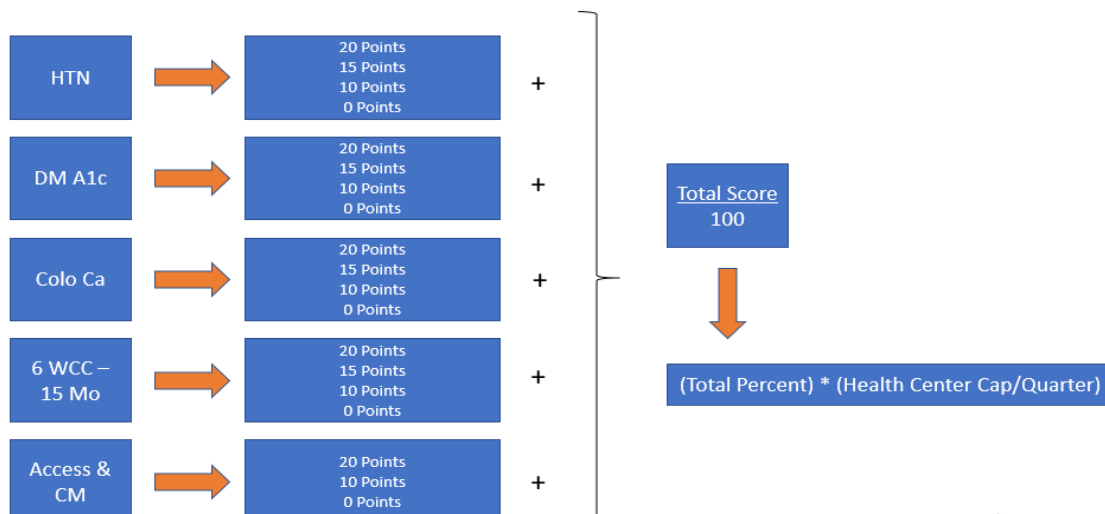 HTN
20 Points
15 Points
10 Points
0 Points
+
DM A1c
20 Points
15 Points
10 Points
0 Points
+
Colo Ca
20 Points
15 Points
10 Points
0 Points
+
6 WCC –
15 Mo
20 Points
15 Points
10 Points
0 Points
+
Access &
CM
20 Points
10 Points
0 Points
+
Total Score
100
(Total Percent) * (Health Center Cap/Quarter)